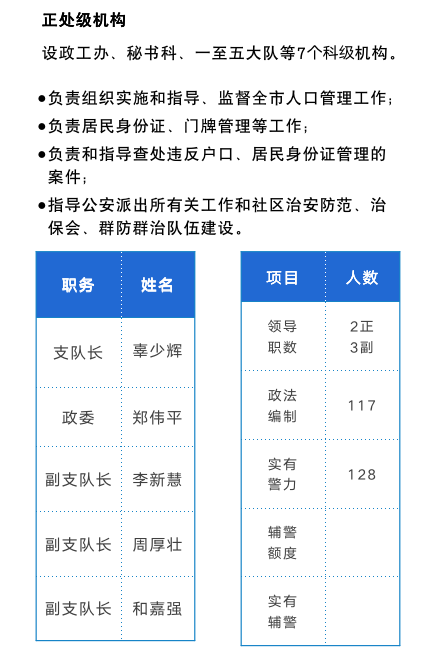 正处级机构
设政工办、秘书科、一至五大队等7个科级机构。
●负责组织实施和指导、监督全市人口管理工作；
●负责居民身份证、门牌管理等工作；
●负责和指导查处违反户口、居民身份证管理的
案件；
●指导公安派出所有关工作和社区治安防范、治
保会、群防群治队伍建设。
职务 姓名
支队长 辜少辉
政委 郑伟平
副支队长 李新慧
副支队长 周厚壮
副支队长 和嘉强
项目 人数
领导 2正
职数 3副
政法
编制 117
实有
警力 128
辅警
额度
实有
辅警